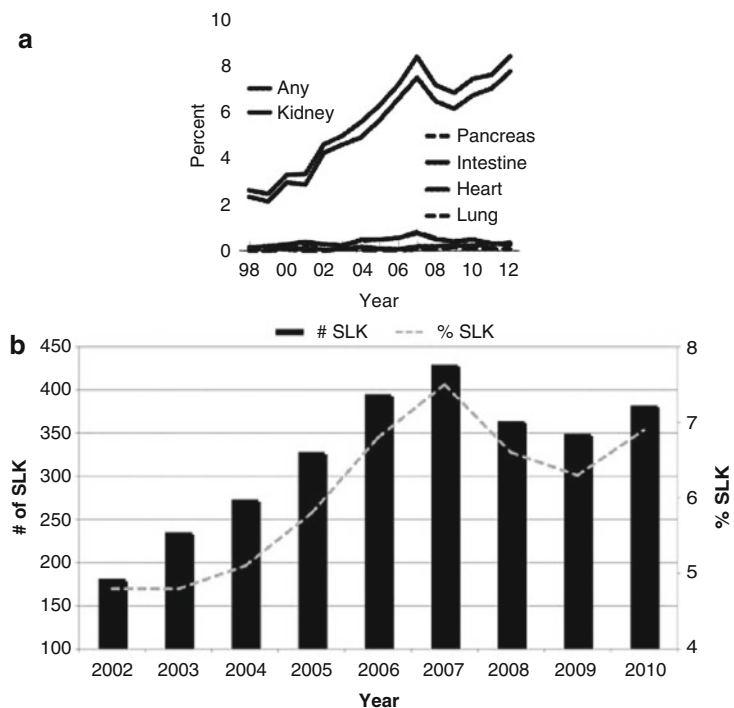 a
10
8
6
4
2
0
Percent
Any
Kidney
Pancreas
Intestine
Heart
Lung
98 00 02 04 06 08 10 12
Year
b
# SLK % SLK
450
400
350
300
250
200
150
100
# of SLK
8
7
6
5
4
% SLK
2002 2003 2004 2005 2006 2007 2008 2009 2010
Year